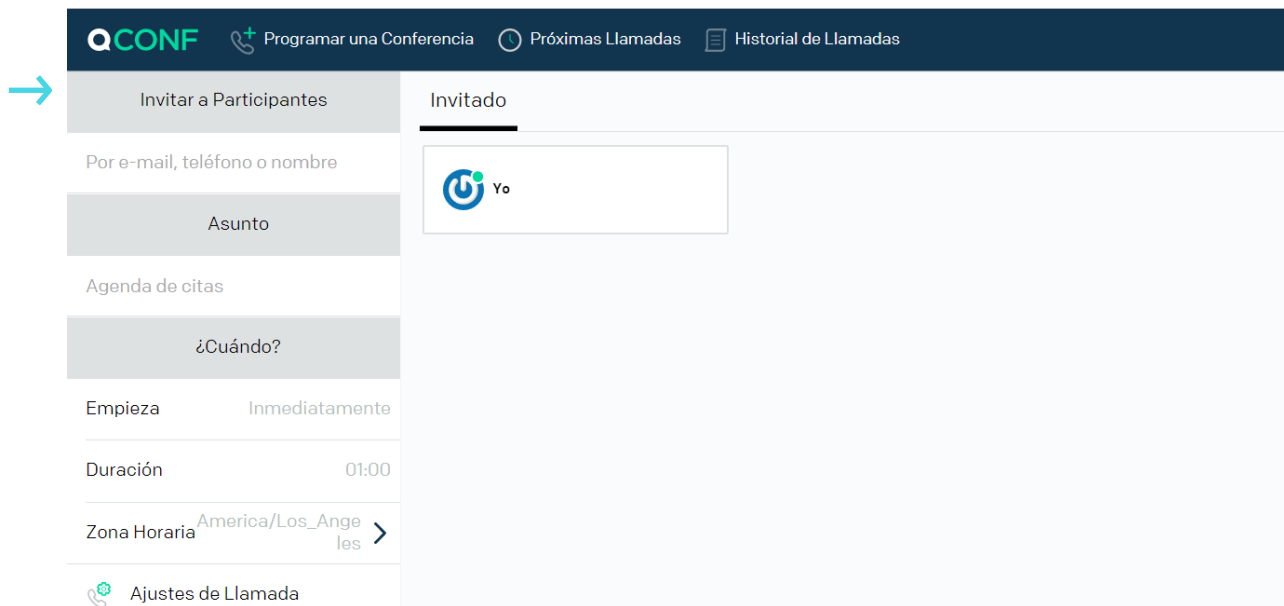 QCONF Programar una Conferencia Próximas Llamadas Historial de Llamadas
Invitar a Participantes
Invitado
Por e-mail, teléfono o nombre
Yo
Asunto
Agenda de citas
¿Cuándo?
Empieza Inmediatamente
Duración 01:00
Zona Horaria America/Los_Ange
les
Ajustes de Llamada